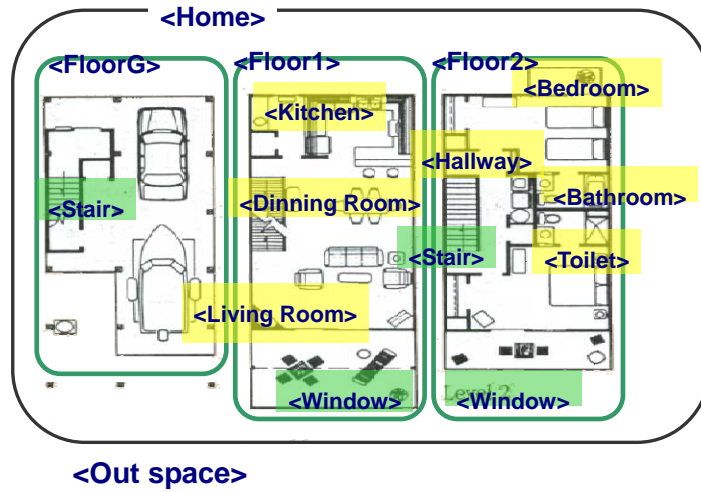 <Home>
<FloorG>
<Floor1>
<Floor2>
<Bedroom>
<Kitchen>
<Hallway>
<Stair>
<Dinning Room>
<Bathroom>
<Stair>
<Toilet>
<Living Room>
Level 2
<Window>
<Window>
<Out space>